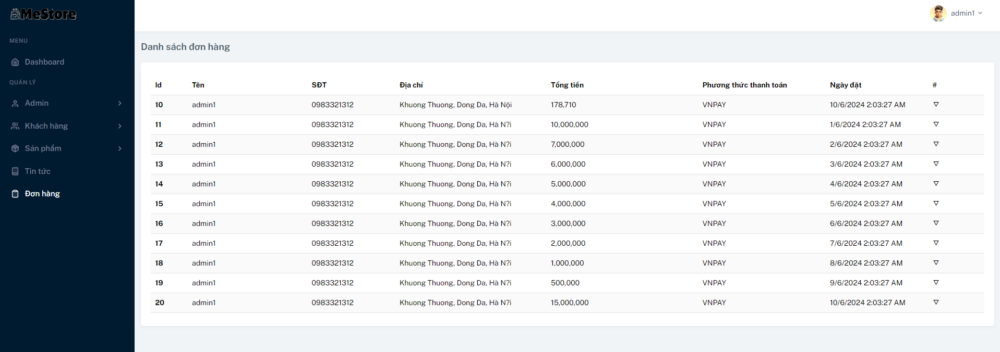 MeStore
admin1
MENU
Dashboard
QUẢN LÝ
Admin
Khách hàng
Sản phẩm
Tin tức
Đơn hàng
Danh sách đơn hàng
Id Tên SĐT Địa chỉ Tổng tiền Phương thức thanh toán Ngày đặt #
10 admin1 0983321312 Khuong Thuong, Dong Da, Hà Nội 178,710 VNPAY 10/6/2024 2:03:27 AM
11 admin1 0983321312 Khuong Thuong, Dong Da, Hà N?i 10,000,000 VNPAY 1/6/2024 2:03:27 AM
12 admin1 0983321312 Khuong Thuong, Dong Da, Hà N?i 7,000,000 VNPAY 2/6/2024 2:03:27 AM
13 admin1 0983321312 Khuong Thuong, Dong Da, Hà N?i 6,000,000 VNPAY 3/6/2024 2:03:27 AM
14 admin1 0983321312 Khuong Thuong, Dong Da, Hà N?i 5,000,000 VNPAY 4/6/2024 2:03:27 AM
15 admin1 0983321312 Khuong Thuong, Dong Da, Hà N?i 4,000,000 VNPAY 5/6/2024 2:03:27 AM
16 admin1 0983321312 Khuong Thuong, Dong Da, Hà N?i 3,000,000 VNPAY 6/6/2024 2:03:27 AM
17 admin1 0983321312 Khuong Thuong, Dong Da, Hà N?i 2,000,000 VNPAY 7/6/2024 2:03:27 AM
18 admin1 0983321312 Khuong Thuong, Dong Da, Hà N?i 1,000,000 VNPAY 8/6/2024 2:03:27 AM
19 admin1 0983321312 Khuong Thuong, Dong Da, Hà N?i 500,000 VNPAY 9/6/2024 2:03:27 AM
20 admin1 0983321312 Khuong Thuong, Dong Da, Hà N?i 15,000,000 VNPAY 10/6/2024 2:03:27 AM